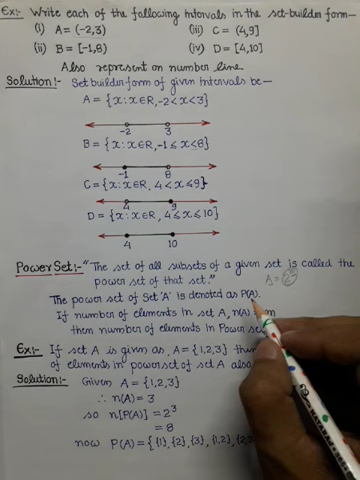 Ex:- Write each of the following intervals in the set-builder form—
(i) A = (-2,3) (iii) C = (4,9]
(ii) B = [-1,8) (iv) D = [4,10]
Also represent on number line.
Solution:- Set builder form of given Intervals be—
A = {x : x∈R, -2 < x < 3}
-2 3
B = {x : x∈R, -1 ≤ x < 8}
-1 8
C = {x : x∈R, 4 < x ≤ 9}
4 9
D = {x : x∈R, 4 ≤ x ≤ 10}
4 10
Power Set:- "The set of all subsets of a given set is called the
power set of that set."
A =
The power set of Set 'A' is denoted as P(A).
If number of elements in set A, n(A)
then number of elements in Power
Ex:- If set A is given as, A = {1,2,3}
of elements in powerset of set A
Solution:- Given A = {1,2,3}
∴ n(A) = 3
so n[P(A)] = 2³
= 8
now P(A) = { {1}, {2}, {3}, {1,2}, {2,3